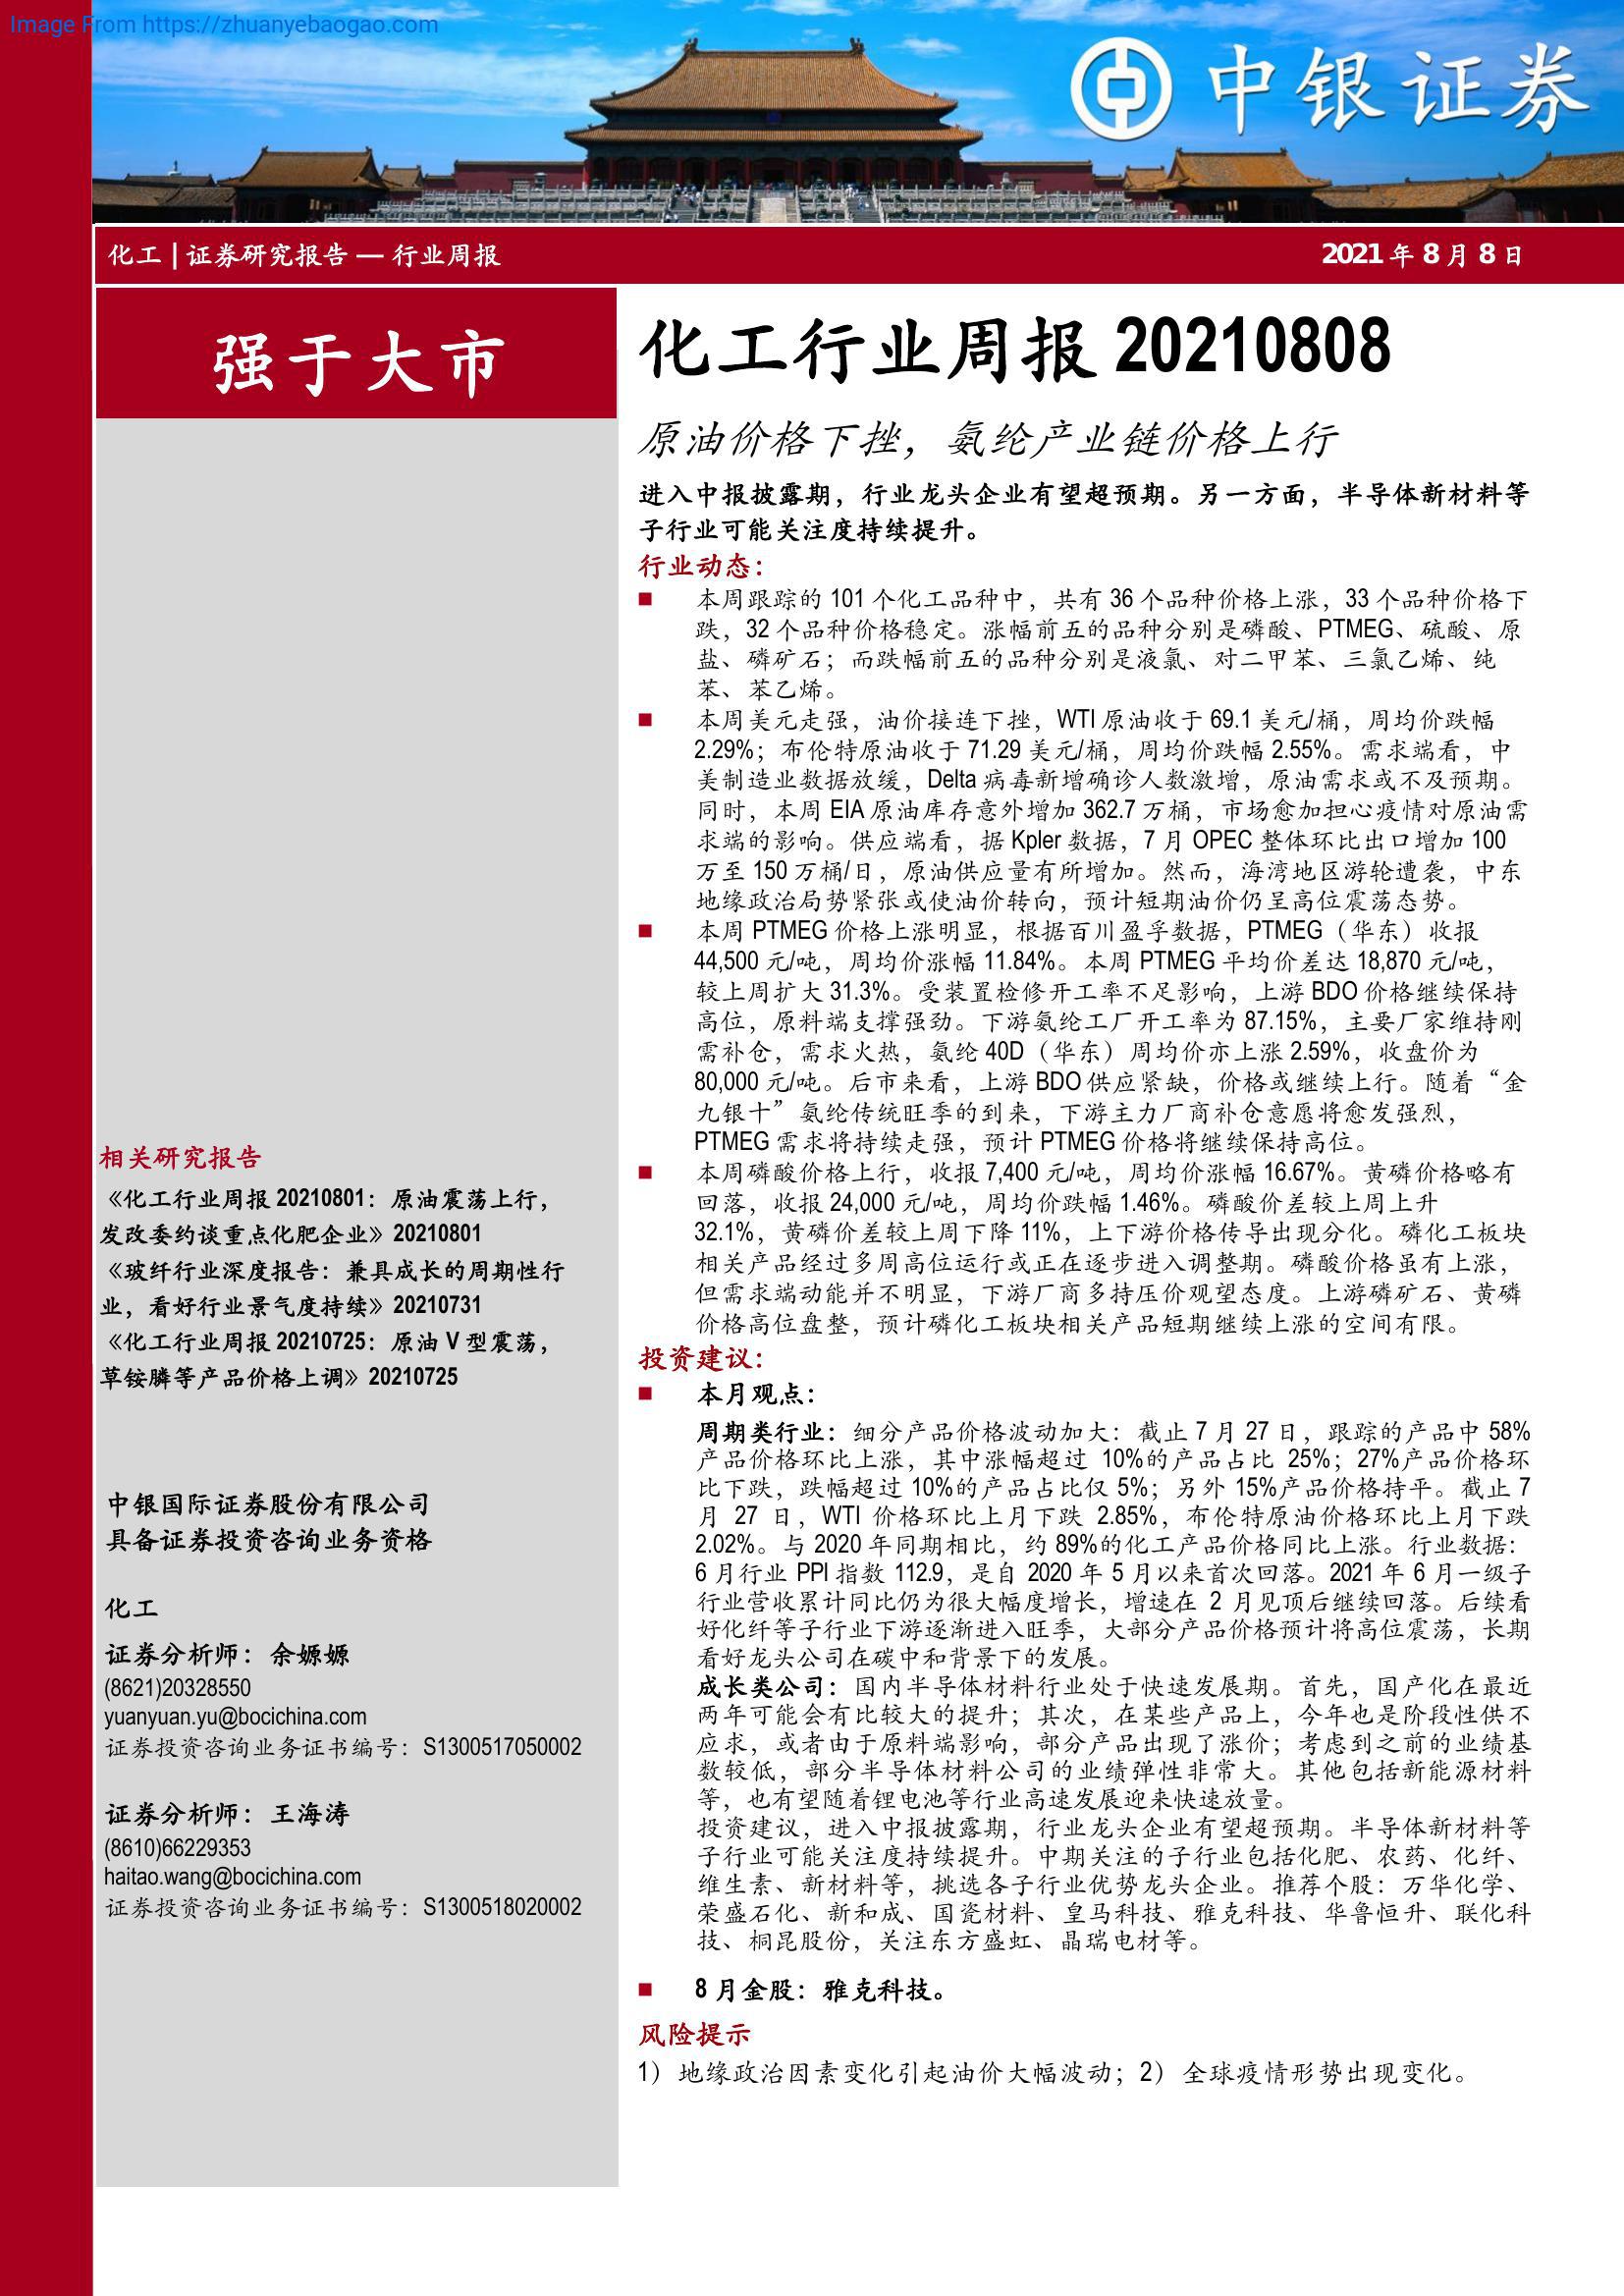 Image From https://zhuanyebaogao.com
中银证券
化工 | 证券研究报告 — 行业周报
2021 年 8 月 8 日
强于大市
化工行业周报 20210808
原油价格下挫，氨纶产业链价格上行
进入中报披露期，行业龙头企业有望超预期。另一方面，半导体新材料等
子行业可能关注度持续提升。
行业动态：
■ 本周跟踪的 101 个化工品种中，共有 36 个品种价格上涨，33 个品种价格下
跌，32 个品种价格稳定。涨幅前五的品种分别是磷酸、PTMEG、硫酸、原
盐、磷矿石；而跌幅前五的品种分别是液氯、对二甲苯、三氯乙烯、纯
苯、苯乙烯。
■ 本周美元走强，油价接连下挫，WTI 原油收于 69.1 美元/桶，周均价跌幅
2.29%；布伦特原油收于 71.29 美元/桶，周均价跌幅 2.55%。需求端看，中
美制造业数据放缓，Delta 病毒新增确诊人数激增，原油需求或不及预期。
同时，本周 EIA 原油库存意外增加 362.7 万桶，市场愈加担心疫情对原油需
求端的影响。供应端看，据 Kpler 数据，7 月 OPEC 整体环比出口增加 100
万至 150 万桶/日，原油供应量有所增加。然而，海湾地区游轮遭袭，中东
地缘政治局势紧张或使油价转向，预计短期油价仍呈高位震荡态势。
■ 本周 PTMEG 价格上涨明显，根据百川盈孚数据，PTMEG（华东）收报
44,500 元/吨，周均价涨幅 11.84%。本周 PTMEG 平均价差达 18,870 元/吨，
较上周扩大 31.3%。受装置检修开工率不足影响，上游 BDO 价格继续保持
高位，原料端支撑强劲。下游氨纶工厂开工率为 87.15%，主要厂家维持刚
需补仓，需求火热，氨纶 40D（华东）周均价亦上涨 2.59%，收盘价为
80,000 元/吨。后市来看，上游 BDO 供应紧缺，价格或继续上行。随着“金
九银十”氨纶传统旺季的到来，下游主力厂商补仓意愿将愈发强烈，
PTMEG 需求将持续走强，预计 PTMEG 价格将继续保持高位。
■ 本周磷酸价格上行，收报 7,400 元/吨，周均价涨幅 16.67%。黄磷价格略有
回落，收报 24,000 元/吨，周均价跌幅 1.46%。磷酸价差较上周上升
32.1%，黄磷价差较上周下降 11%，上下游价格传导出现分化。磷化工板块
相关产品经过多周高位运行或正在逐步进入调整期。磷酸价格虽有上涨，
但需求端动能并不明显，下游厂商多持压价观望态度。上游磷矿石、黄磷
价格高位盘整，预计磷化工板块相关产品短期继续上涨的空间有限。
投资建议：
■ 本月观点：
周期类行业：细分产品价格波动加大：截止 7 月 27 日，跟踪的产品中 58%
产品价格环比上涨，其中涨幅超过 10%的产品占比 25%；27%产品价格环
比下跌，跌幅超过 10%的产品占比仅 5%；另外 15%产品价格持平。截止 7
月 27 日，WTI 价格环比上月下跌 2.85%，布伦特原油价格环比上月下跌
2.02%。与 2020 年同期相比，约 89%的化工产品价格同比上涨。行业数据：
6 月行业 PPI 指数 112.9，是自 2020 年 5 月以来首次回落。2021 年 6 月一级子
行业营收累计同比仍为很大幅度增长，增速在 2 月见顶后继续回落。后续看
好化纤等子行业下游逐渐进入旺季，大部分产品价格预计将高位震荡，长期
看好龙头公司在碳中和背景下的发展。
成长类公司：国内半导体材料行业处于快速发展期。首先，国产化在最近
两年可能会有比较大的提升；其次，在某些产品上，今年也是阶段性供不
应求，或者由于原料端影响，部分产品出现了涨价；考虑到之前的业绩基
数较低，部分半导体材料公司的业绩弹性非常大。其他包括新能源材料
等，也有望随着锂电池等行业高速发展迎来快速放量。
投资建议，进入中报披露期，行业龙头企业有望超预期。半导体新材料等
子行业可能关注度持续提升。中期关注的子行业包括化肥、农药、化纤、
维生素、新材料等，挑选各子行业优势龙头企业。推荐个股：万华化学、
荣盛石化、新和成、国瓷材料、皇马科技、雅克科技、华鲁恒升、联化科
技、桐昆股份，关注东方盛虹、晶瑞电材等。
■ 8 月金股：雅克科技。
风险提示
1）地缘政治因素变化引起油价大幅波动；2）全球疫情形势出现变化。
相关研究报告
《化工行业周报 20210801：原油震荡上行，
发改委约谈重点化肥企业》20210801
《玻纤行业深度报告：兼具成长的周期性行
业，看好行业景气度持续》20210731
《化工行业周报 20210725：原油 V 型震荡，
草铵膦等产品价格上调》20210725
中银国际证券股份有限公司
具备证券投资咨询业务资格
化工
证券分析师：余嫄嫄
(8621)20328550
yuanyuan.yu@bocichina.com
证券投资咨询业务证书编号：S1300517050002
证券分析师：王海涛
(8610)66229353
haitao.wang@bocichina.com
证券投资咨询业务证书编号：S1300518020002